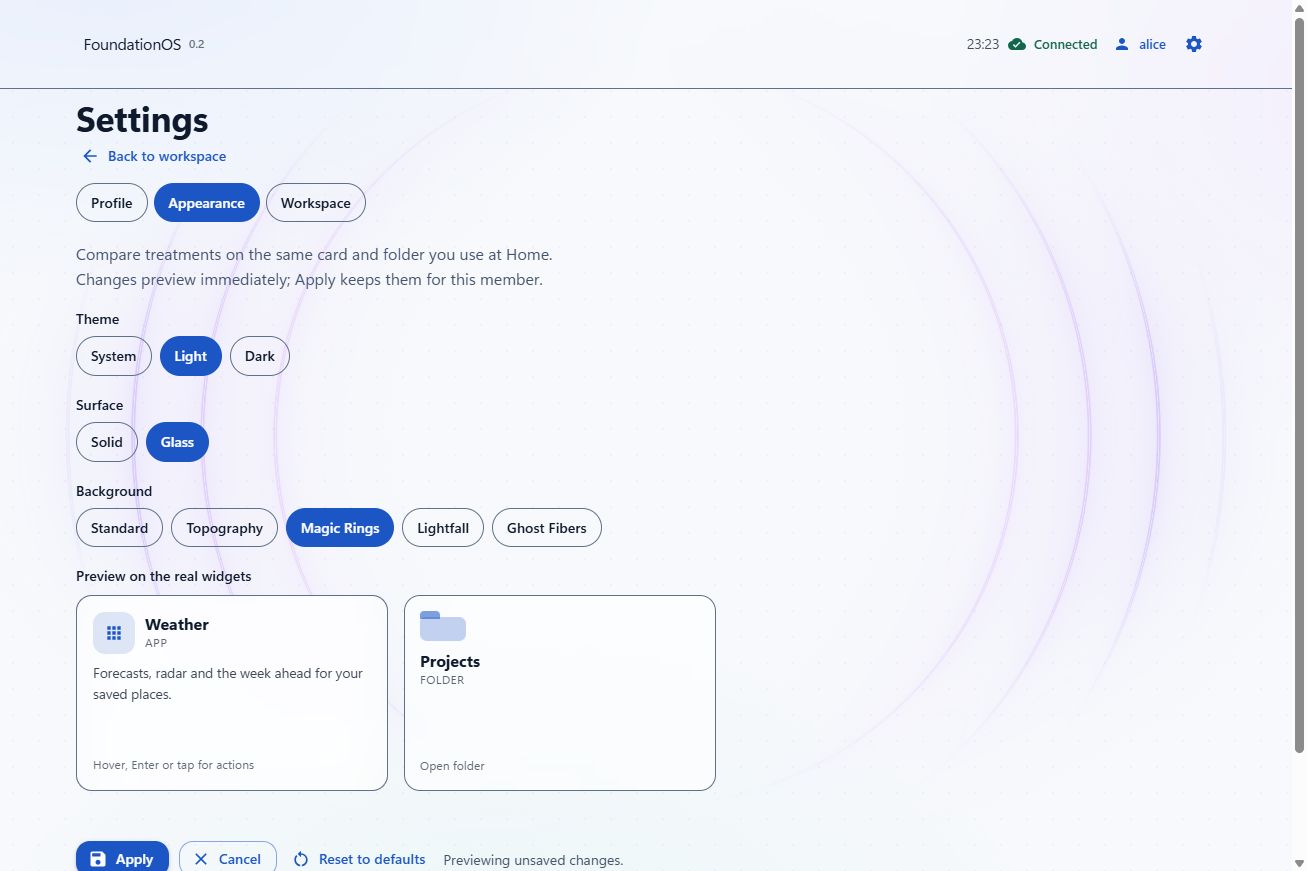 FoundationOS 0.2
23:23 Connected alice
Settings
Back to workspace
Profile Appearance Workspace
Compare treatments on the same card and folder you use at Home.
Changes preview immediately; Apply keeps them for this member.
Theme
System Light Dark
Surface
Solid Glass
Background
Standard Topography Magic Rings Lightfall Ghost Fibers
Preview on the real widgets
Weather
APP
Forecasts, radar and the week ahead for your
saved places.
Hover, Enter or tap for actions
Projects
FOLDER
Open folder
Apply Cancel Reset to defaults Previewing unsaved changes.